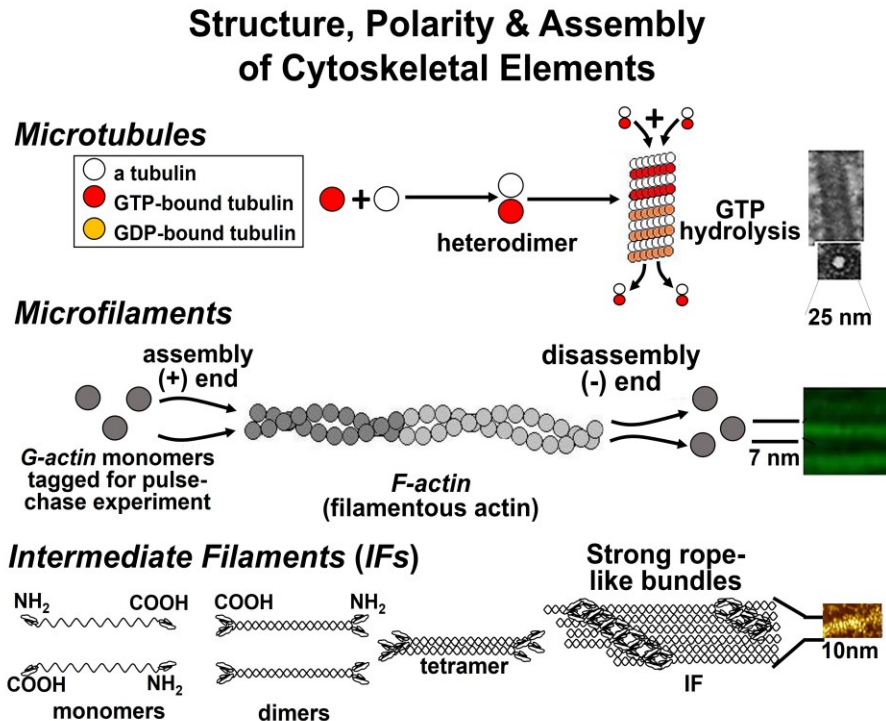 Structure, Polarity & Assembly
of Cytoskeletal Elements
Microtubules
a tubulin
GTP-bound tubulin
GDP-bound tubulin
+
heterodimer
+
GTP
hydrolysis
25 nm
Microfilaments
assembly
(+) end
disassembly
(-) end
G-actin monomers
tagged for pulse-
chase experiment
F-actin
(filamentous actin)
7 nm
Intermediate Filaments (IFs)
Strong rope-
like bundles
NH2
COOH
COOH
NH2
COOH
NH2
monomers
dimers
tetramer
IF
10nm